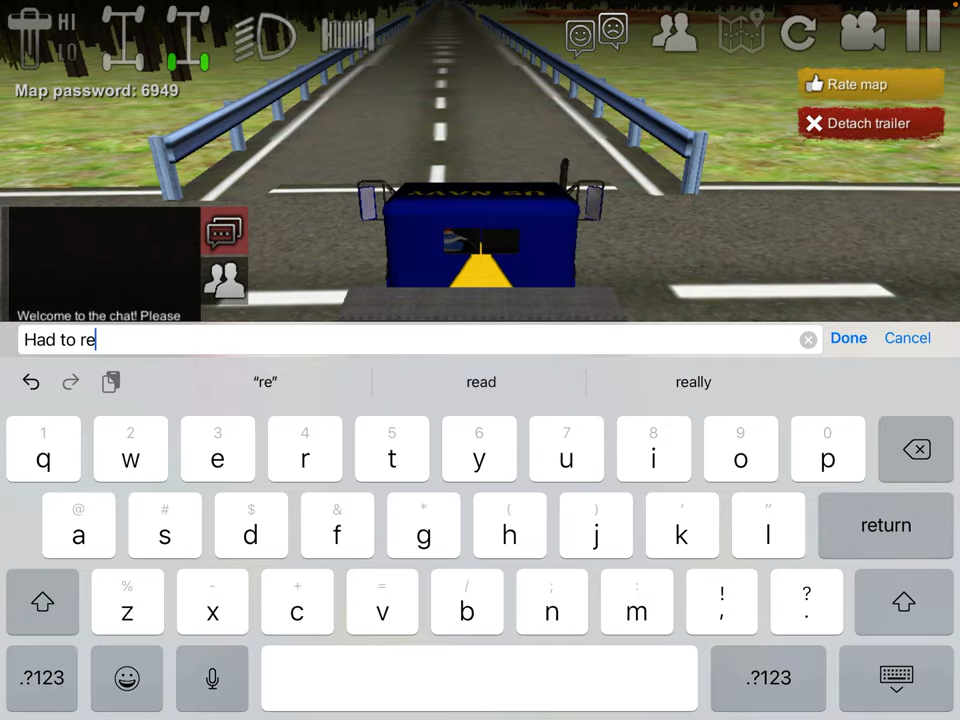 HI
LO
Map password: 6949
Rate map
Detach trailer
Welcome to the chat! Please
Had to re
Done
Cancel
“re”
read
really
1 2 3 4 5 6 7 8 9 0
q w e r t y u i o p
@ # $ & * ( ) ' "
a s d f g h j k l
return
% - + = / ; : ! ?
z x c v b n m , .
.?123
.?123